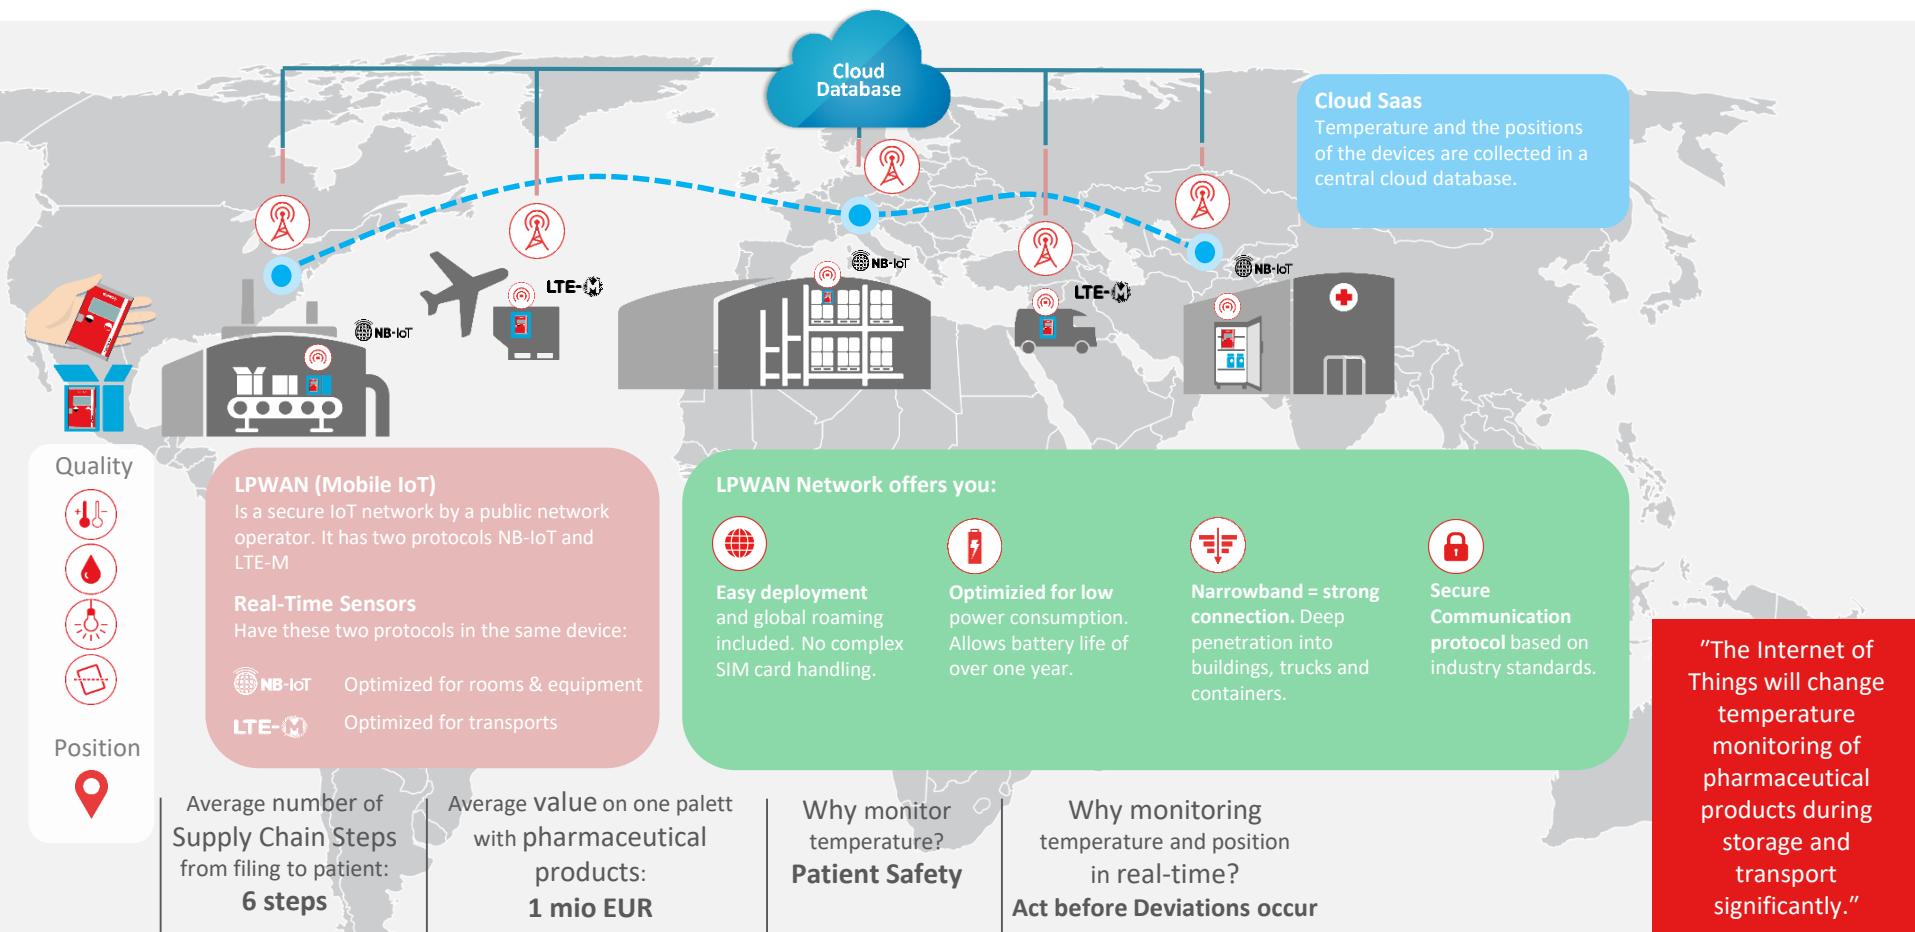 Cloud
Database
Cloud Saas
Temperature and the positions
of the devices are collected in a
central cloud database.
NB-IoT
LTE-M
NB-IoT
LTE-M
NB-IoT
Quality
Position
LPWAN (Mobile IoT)
Is a secure IoT network by a public network
operator. It has two protocols NB-IoT and
LTE-M
Real-Time Sensors
Have these two protocols in the same device:
NB-IoT Optimized for rooms & equipment
LTE-M Optimized for transports
LPWAN Network offers you:
Easy deployment
and global roaming
included. No complex
SIM card handling.
Optimizied for low
power consumption.
Allows battery life of
over one year.
Narrowband = strong
connection. Deep
penetration into
buildings, trucks and
containers.
Secure
Communication
protocol based on
industry standards.
Average number of
Supply Chain Steps
from filing to patient:
6 steps
Average value on one palett
with pharmaceutical
products:
1 mio EUR
Why monitor
temperature?
Patient Safety
Why monitoring
temperature and position
in real-time?
Act before Deviations occur
"The Internet of
Things will change
temperature
monitoring of
pharmaceutical
products during
storage and
transport
significantly."